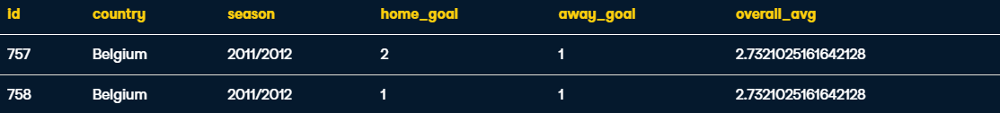 id country season home_goal away_goal overall_avg
757 Belgium 2011/2012 2 1 2.7321025161642128
758 Belgium 2011/2012 1 1 2.7321025161642128